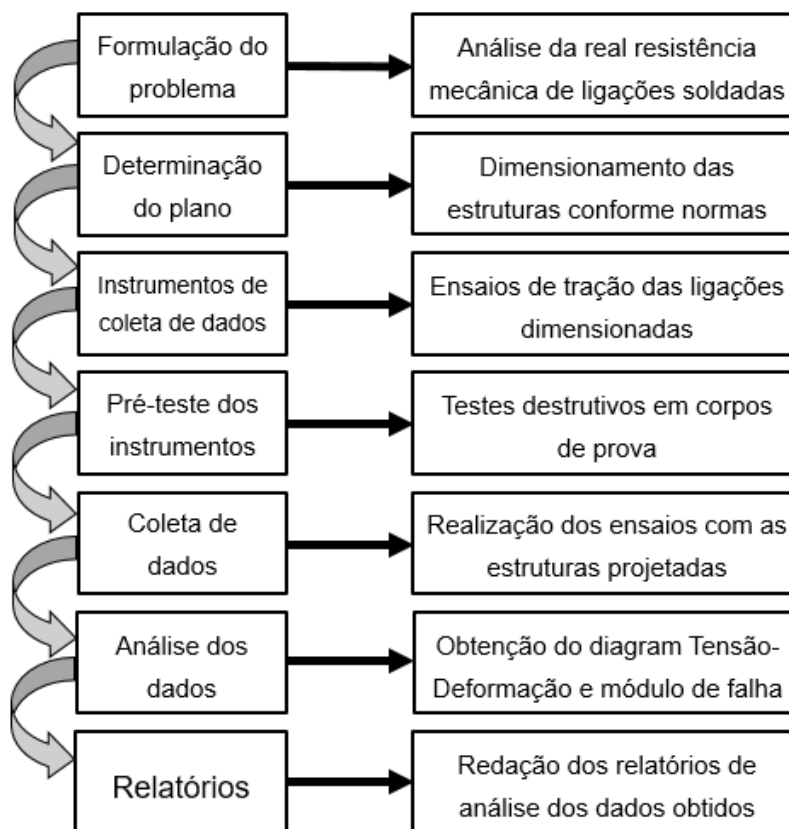 Formulação do
problema
Análise da real resistência
mecânica de ligações soldadas
Determinação
do plano
Dimensionamento das
estruturas conforme normas
Instrumentos de
coleta de dados
Ensaios de tração das ligações
dimensionadas
Pré-teste dos
instrumentos
Testes destrutivos em corpos
de prova
Coleta de
dados
Realização dos ensaios com as
estruturas projetadas
Análise dos
dados
Obtenção do diagram Tensão-
Deformação e módulo de falha
Relatórios
Redação dos relatórios de
análise dos dados obtidos